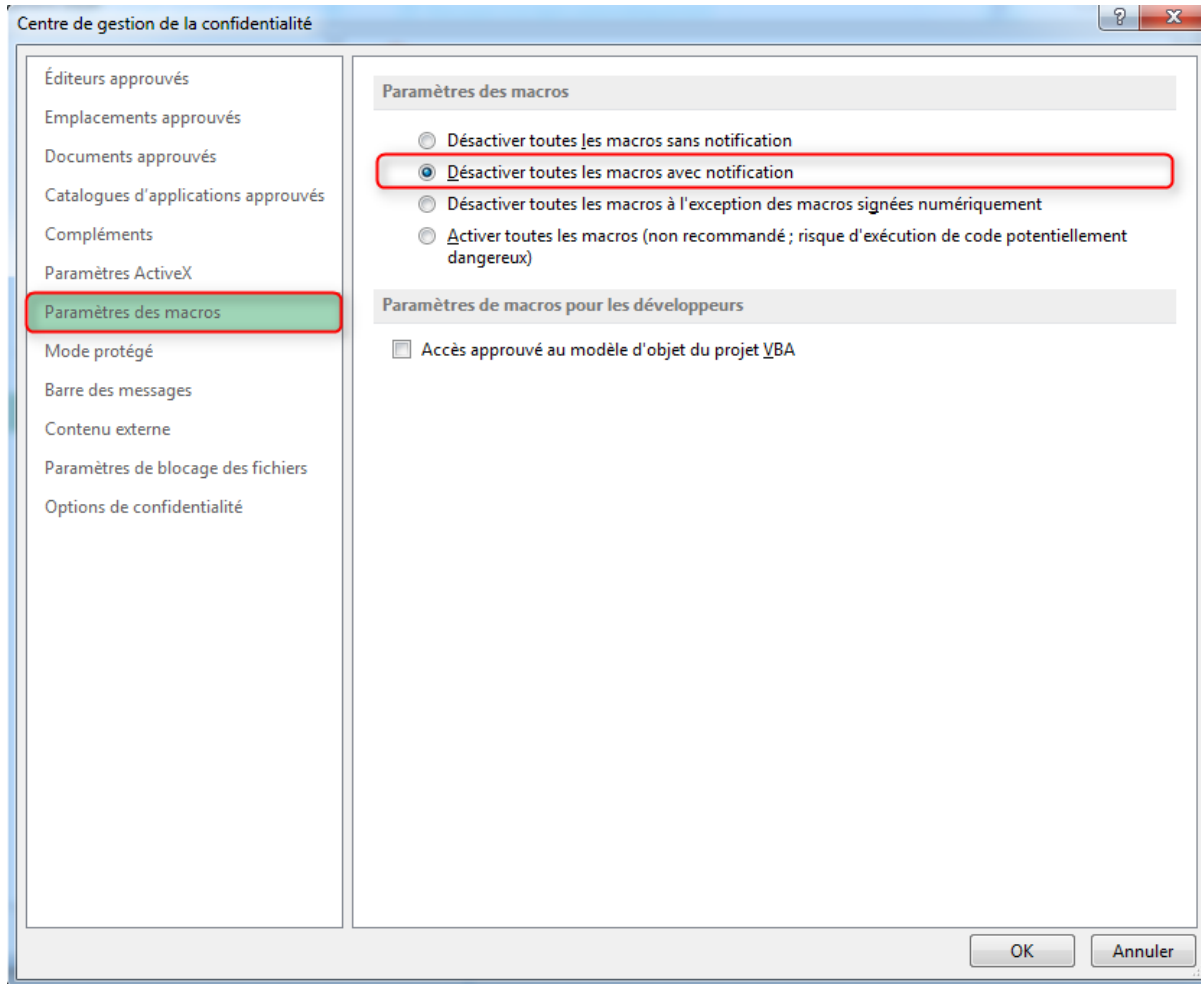 Centre de gestion de la confidentialité
Éditeurs approuvés
Emplacements approuvés
Documents approuvés
Catalogues d'applications approuvés
Compléments
Paramètres ActiveX
Paramètres des macros
Mode protégé
Barre des messages
Contenu externe
Paramètres de blocage des fichiers
Options de confidentialité
Paramètres des macros
Désactiver toutes les macros sans notification
Désactiver toutes les macros avec notification
Désactiver toutes les macros à l'exception des macros signées numériquement
Activer toutes les macros (non recommandé ; risque d'exécution de code potentiellement
dangereux)
Paramètres de macros pour les développeurs
Accès approuvé au modèle d'objet du projet VBA
OK
Annuler